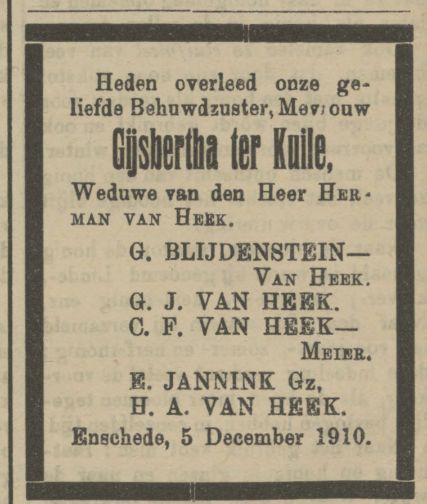 Heden overleed onze ge-
liefde Behuwdzuster, Mevrouw
Gijsbertha ter Kuile,
Weduwe van den Heer HER-
MAN VAN HEEK.
G. BLIJDENSTEIN—
VAN HEEK.
G. J. VAN HEEK.
C. F. VAN HEEK—
MEIER.
E. JANNINK Gz,
H. A. VAN HEEK.
Enschede, 5 December 1910.